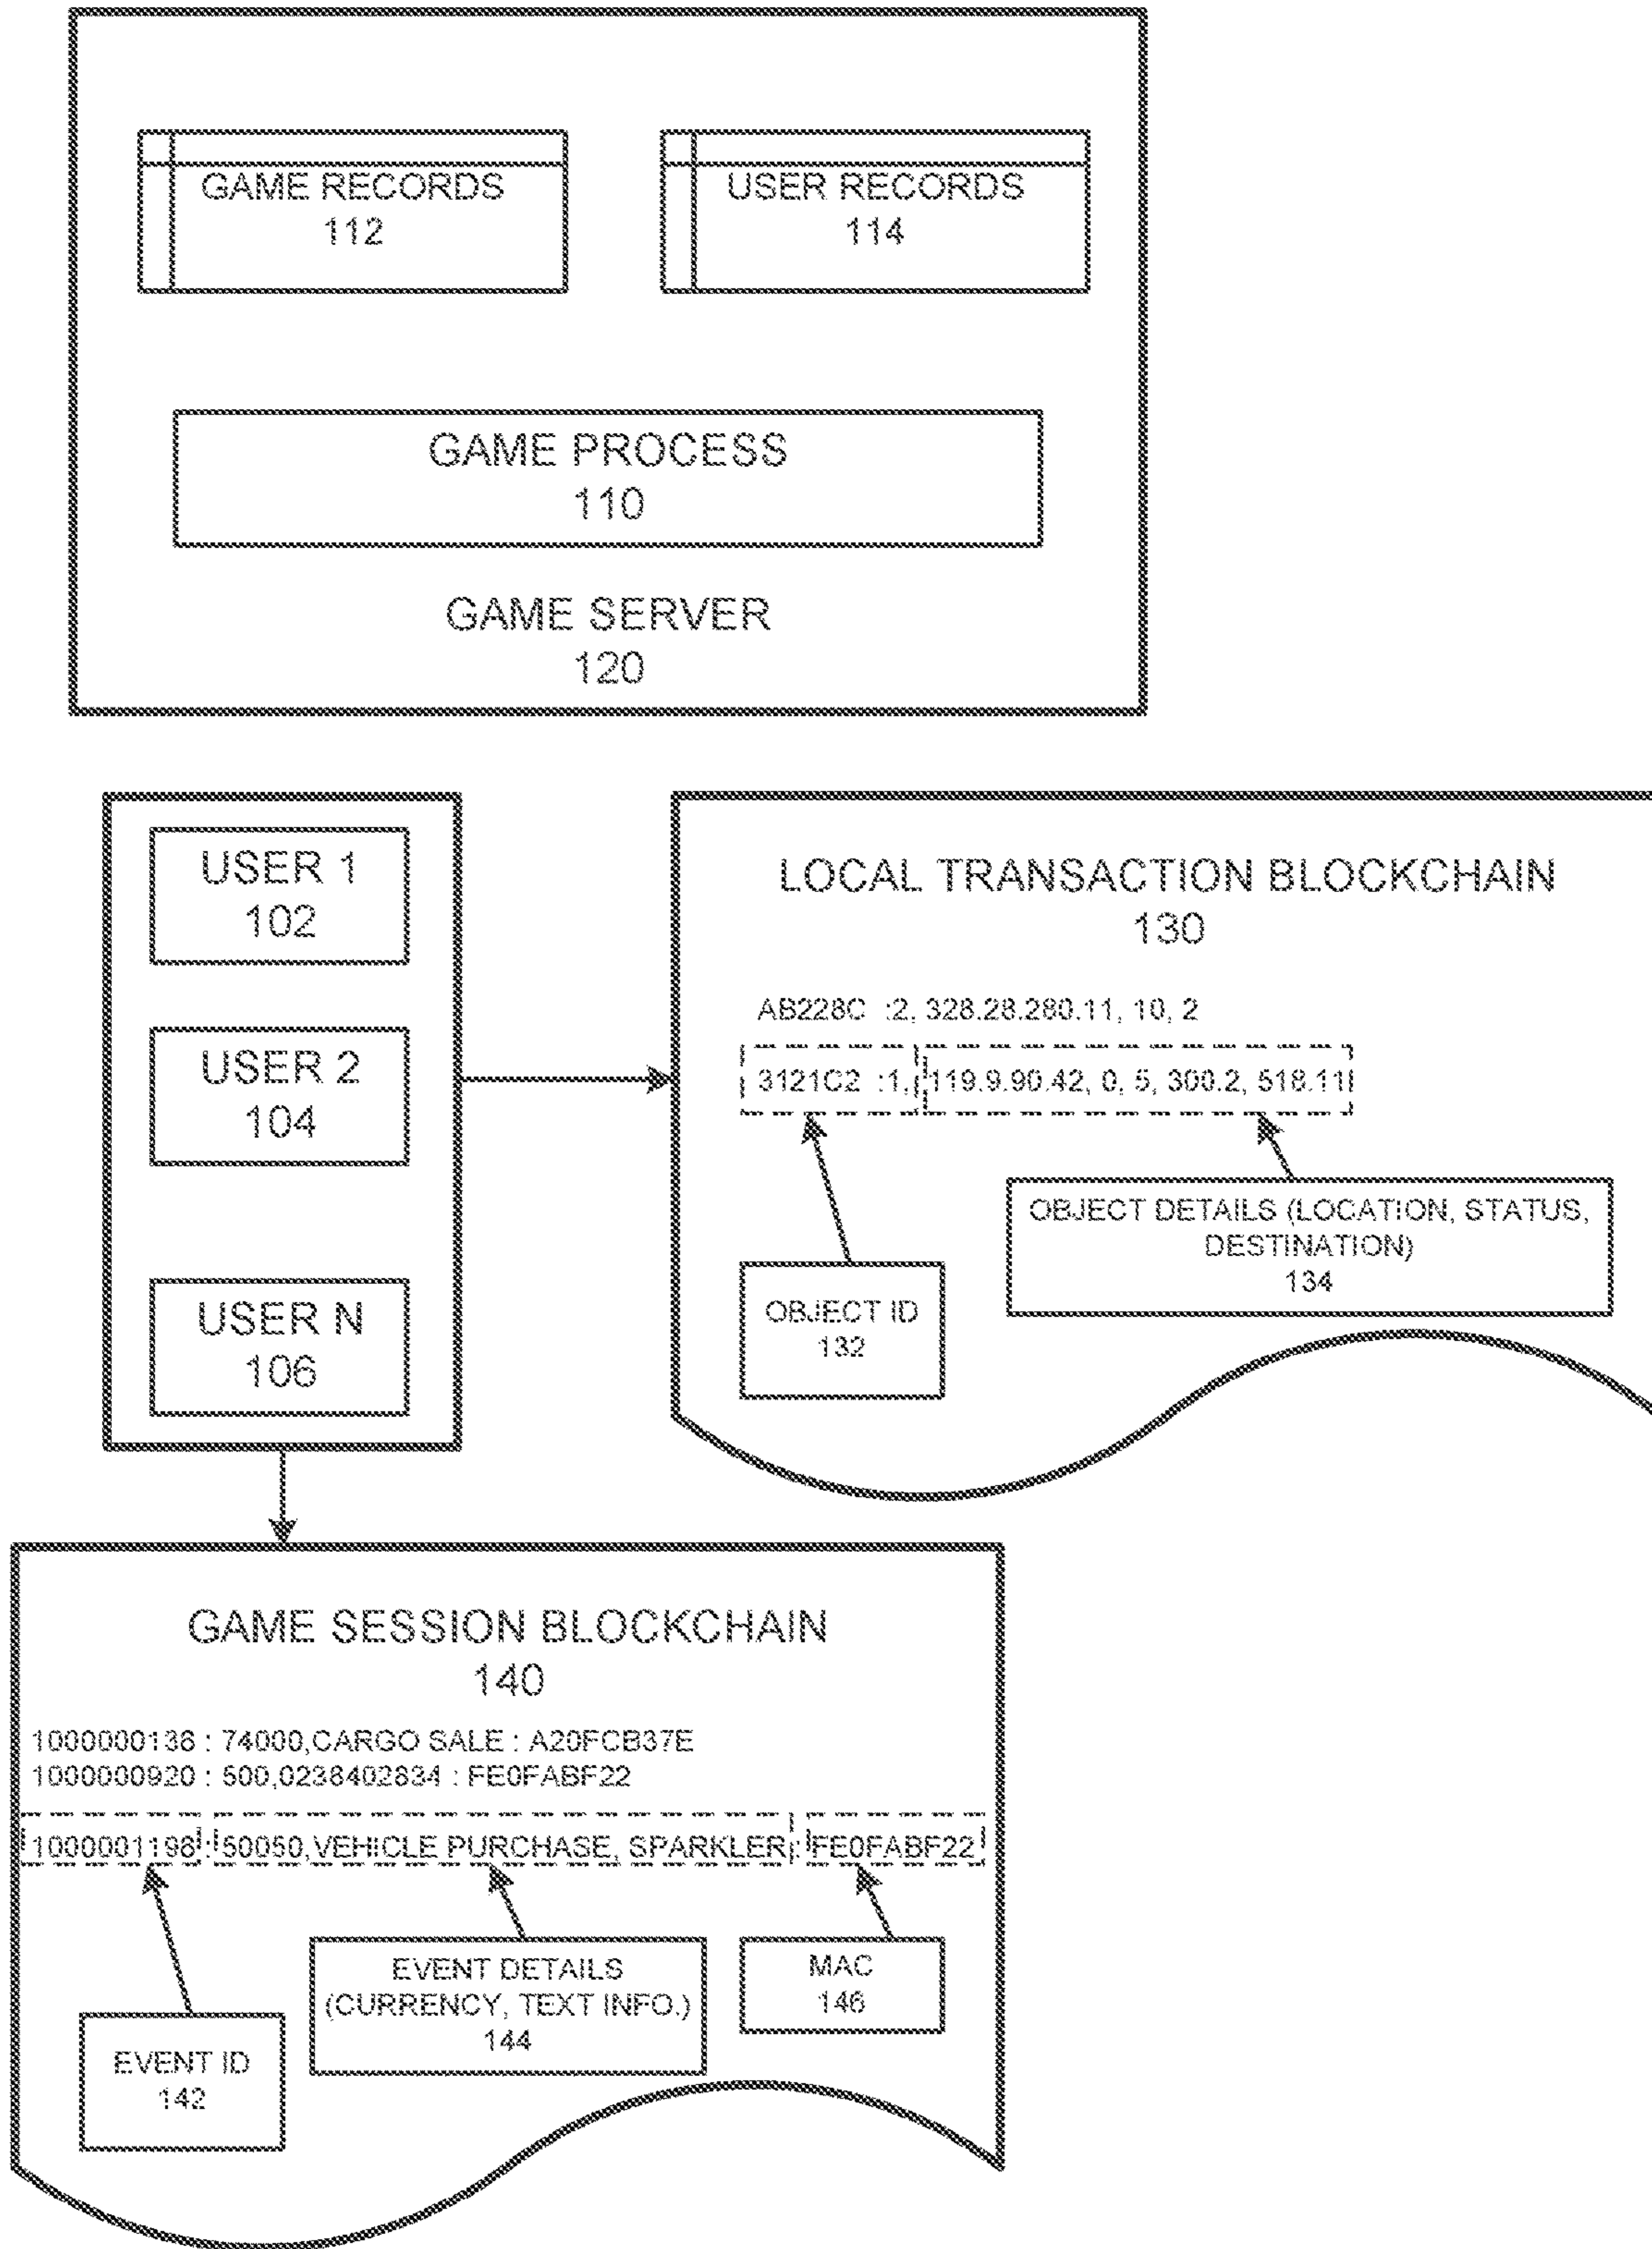 GAME RECORDS
112
USER RECORDS
114
GAME PROCESS
110
GAME SERVER
120
USER 1
102
USER 2
104
USER N
106
LOCAL TRANSACTION BLOCKCHAIN
130
AB228C :2, 328.28.280.11, 10, 2
3121C2 :1, 119.9.90.42, 0, 5, 300.2, 518.11
OBJECT DETAILS (LOCATION, STATUS,
DESTINATION)
134
OBJECT ID
132
GAME SESSION BLOCKCHAIN
140
1000000136 : 74000,CARGO SALE : A20FCB37E
1000000920 : 500,0238402834 : FE0FABF22
1000001198 : 50050,VEHICLE PURCHASE, SPARKLER : FE0FABF22
EVENT DETAILS
(CURRENCY, TEXT INFO.)
144
MAC
146
EVENT ID
142